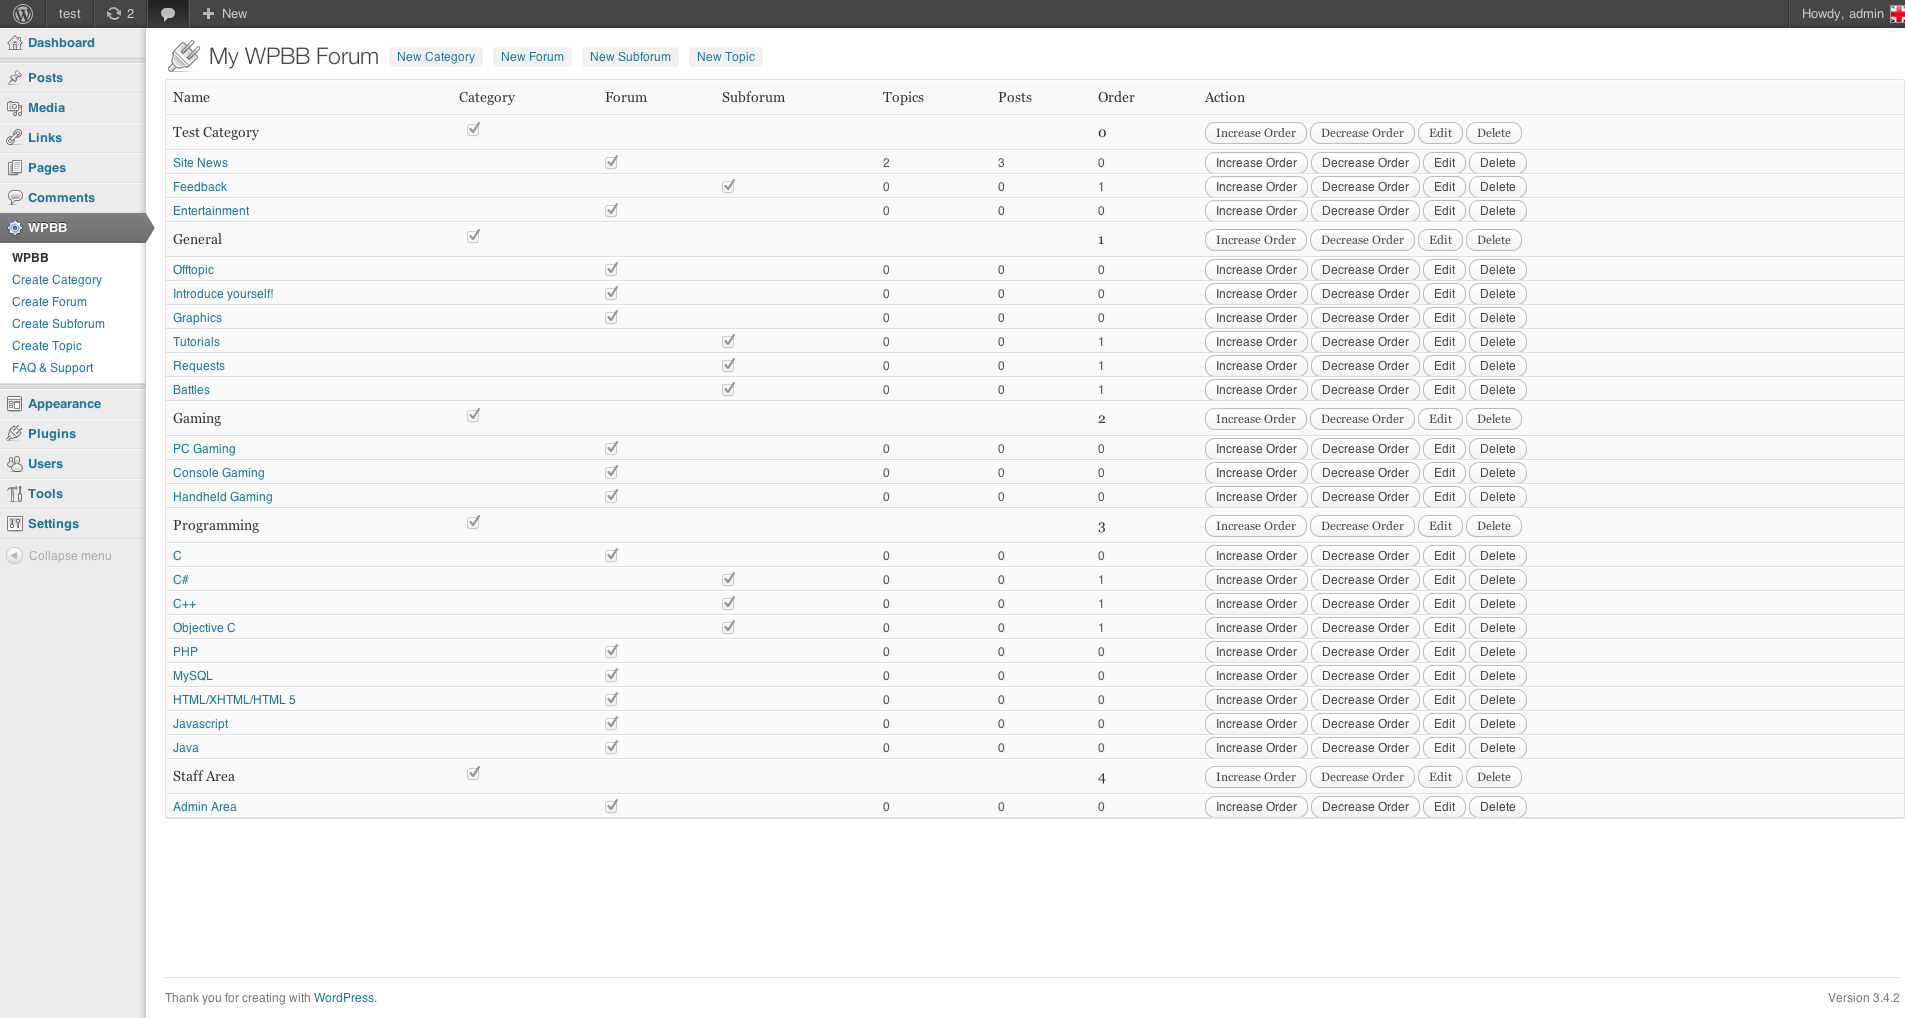 test 2 New Howdy, admin
Dashboard
Posts
Media
Links
Pages
Comments
WPBB
WPBB
Create Category
Create Forum
Create Subforum
Create Topic
FAQ & Support
Appearance
Plugins
Users
Tools
Settings
Collapse menu
My WPBB Forum New Category New Forum New Subforum New Topic
Name Category Forum Subforum Topics Posts Order Action
Test Category 0 Increase Order Decrease Order Edit Delete
Site News 2 3 0 Increase Order Decrease Order Edit Delete
Feedback 0 0 1 Increase Order Decrease Order Edit Delete
Entertainment 0 0 0 Increase Order Decrease Order Edit Delete
General 1 Increase Order Decrease Order Edit Delete
Offtopic 0 0 0 Increase Order Decrease Order Edit Delete
Introduce yourself! 0 0 0 Increase Order Decrease Order Edit Delete
Graphics 0 0 0 Increase Order Decrease Order Edit Delete
Tutorials 0 0 1 Increase Order Decrease Order Edit Delete
Requests 0 0 1 Increase Order Decrease Order Edit Delete
Battles 0 0 1 Increase Order Decrease Order Edit Delete
Gaming 2 Increase Order Decrease Order Edit Delete
PC Gaming 0 0 0 Increase Order Decrease Order Edit Delete
Console Gaming 0 0 0 Increase Order Decrease Order Edit Delete
Handheld Gaming 0 0 0 Increase Order Decrease Order Edit Delete
Programming 3 Increase Order Decrease Order Edit Delete
C 0 0 0 Increase Order Decrease Order Edit Delete
C# 0 0 1 Increase Order Decrease Order Edit Delete
C++ 0 0 1 Increase Order Decrease Order Edit Delete
Objective C 0 0 1 Increase Order Decrease Order Edit Delete
PHP 0 0 0 Increase Order Decrease Order Edit Delete
MySQL 0 0 0 Increase Order Decrease Order Edit Delete
HTML/XHTML/HTML 5 0 0 0 Increase Order Decrease Order Edit Delete
Javascript 0 0 0 Increase Order Decrease Order Edit Delete
Java 0 0 0 Increase Order Decrease Order Edit Delete
Staff Area 4 Increase Order Decrease Order Edit Delete
Admin Area 0 0 0 Increase Order Decrease Order Edit Delete
Thank you for creating with WordPress. Version 3.4.2